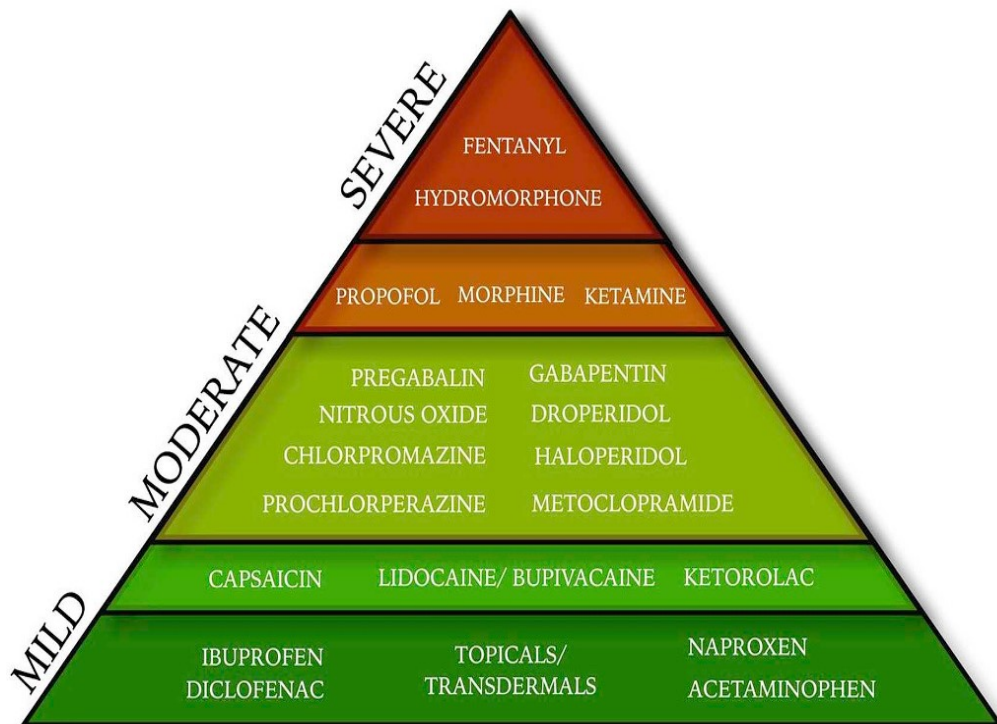 SEVERE
FENTANYL
HYDROMORPHONE
PROPOFOL MORPHINE KETAMINE
MODERATE
PREGABALIN GABAPENTIN
NITROUS OXIDE DROPERIDOL
CHLORPROMAZINE HALOPERIDOL
PROCHLORPERAZINE METOCLOPRAMIDE
CAPSAICIN LIDOCAINE/ BUPIVACAINE KETOROLAC
MILD
IBUPROFEN TOPICALS/ NAPROXEN
DICLOFENAC TRANSDERMALS ACETAMINOPHEN